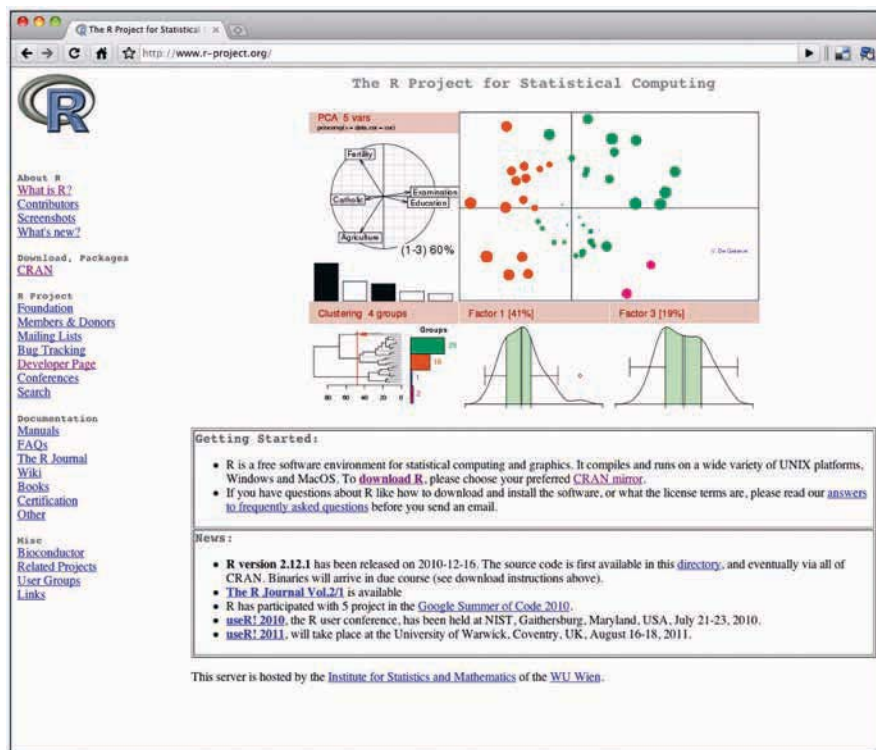 The R Project for Statistical
http://www.r-project.org/
R
The R Project for Statistical Computing
About R
What is R?
Contributors
Screenshots
What's new?
Download, Packages
CRAN
R Project
Foundation
Members & Donors
Mailing Lists
Bug Tracking
Developer Page
Conferences
Search
Documentation
Manuals
FAQs
The R Journal
Wiki
Books
Certification
Other
Misc
Bioconductor
Related Projects
User Groups
Links
PCA 5 vars
Fertility
Catholic
Examination
Education
Agriculture
(1-3) 60%
Clustering 4 groups
Factor 1 [41%]
Factor 3 [19%]
Groups
1
2
80 60 40 20 0
Getting Started:
• R is a free software environment for statistical computing and graphics. It compiles and runs on a wide variety of UNIX platforms,
Windows and MacOS. To download R, please choose your preferred CRAN mirror.
• If you have questions about R like how to download and install the software, or what the license terms are, please read our answers
to frequently asked questions before you send an email.
News:
• R version 2.12.1 has been released on 2010-12-16. The source code is first available in this directory, and eventually via all of
CRAN. Binaries will arrive in due course (see download instructions above).
• The R Journal Vol.2/1 is available
• R has participated with 5 project in the Google Summer of Code 2010.
• useR! 2010, the R user conference, has been held at NIST, Gaithersburg, Maryland, USA, July 21-23, 2010.
• useR! 2011, will take place at the University of Warwick, Coventry, UK, August 16-18, 2011.
This server is hosted by the Institute for Statistics and Mathematics of the WU Wien.